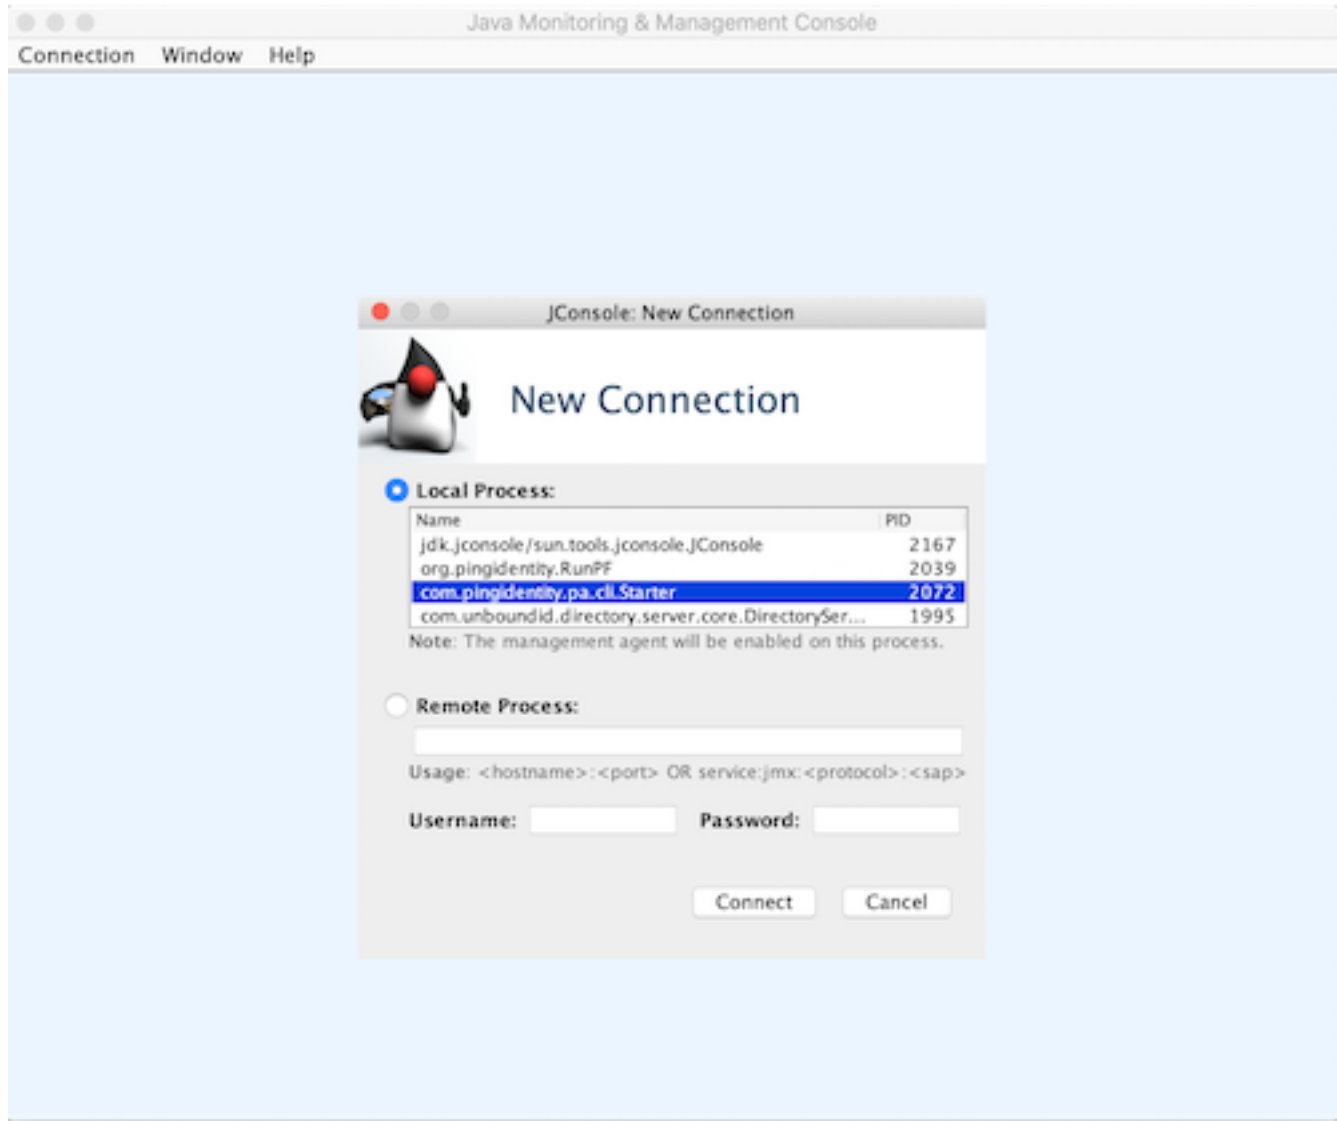 Java Monitoring & Management Console
Connection Window Help
JConsole: New Connection
New Connection
Local Process:
Name PID
jdk.jconsole/sun.tools.jconsole.JConsole 2167
org.pingidentity.RunPF 2039
com.pingidentity.pa.cli.Starter 2072
com.unboundid.directory.server.core.DirectorySer... 1995
Note: The management agent will be enabled on this process.
Remote Process:
Usage: <hostname>:<port> OR service:jmx:<protocol>:<sap>
Username: Password:
Connect Cancel